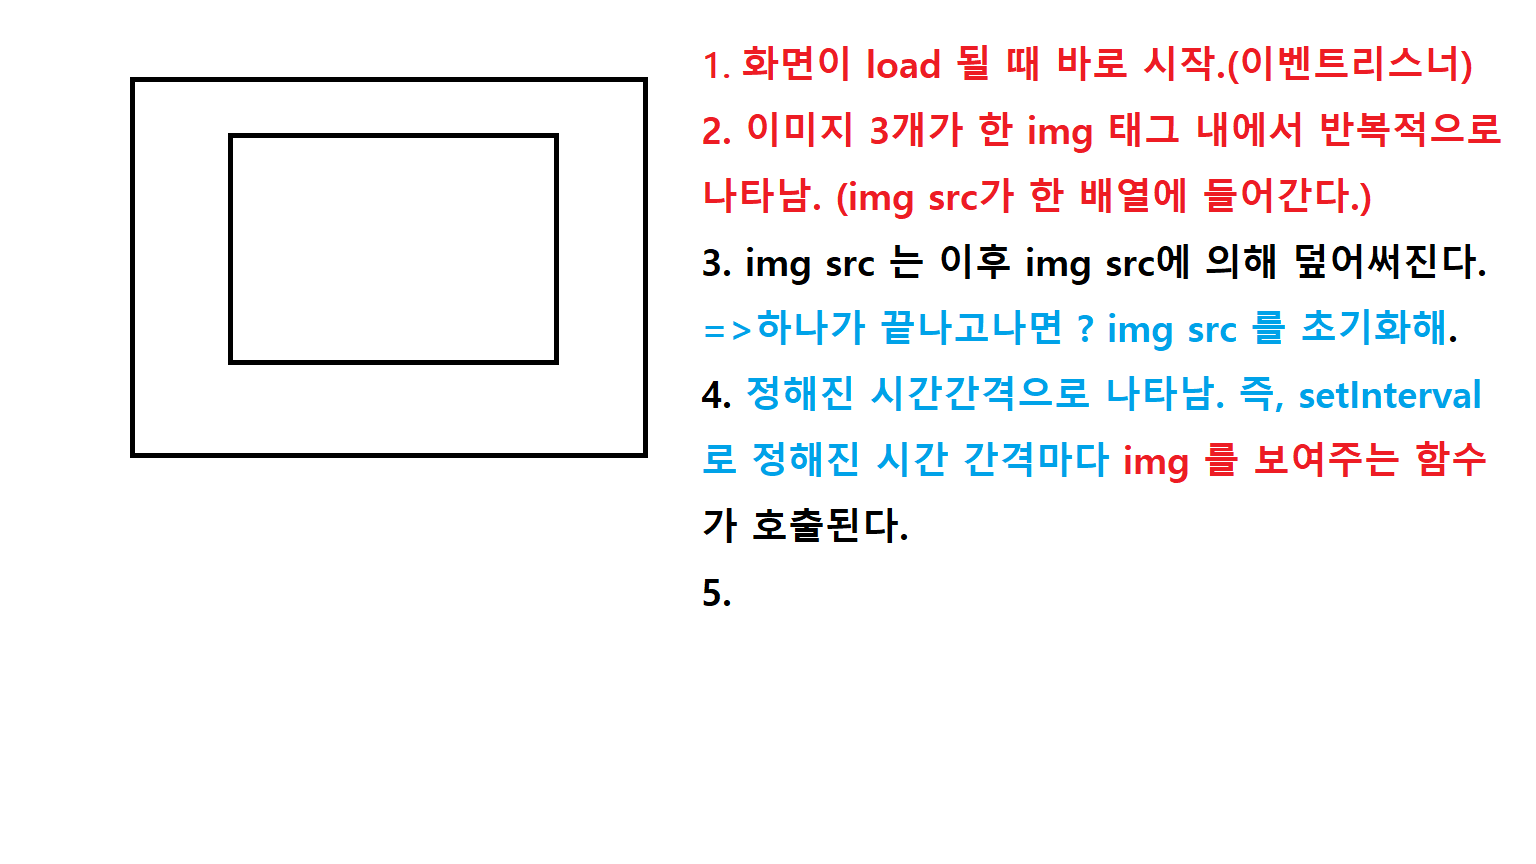 1. 화면이 load 될 때 바로 시작.(이벤트리스너)
2. 이미지 3개가 한 img 태그 내에서 반복적으로
나타남. (img src가 한 배열에 들어간다.)
3. img src 는 이후 img src에 의해 덮어써진다.
=>하나가 끝나고나면 ? img src 를 초기화해.
4. 정해진 시간간격으로 나타남. 즉, setInterval
로 정해진 시간 간격마다 img 를 보여주는 함수
가 호출된다.
5.